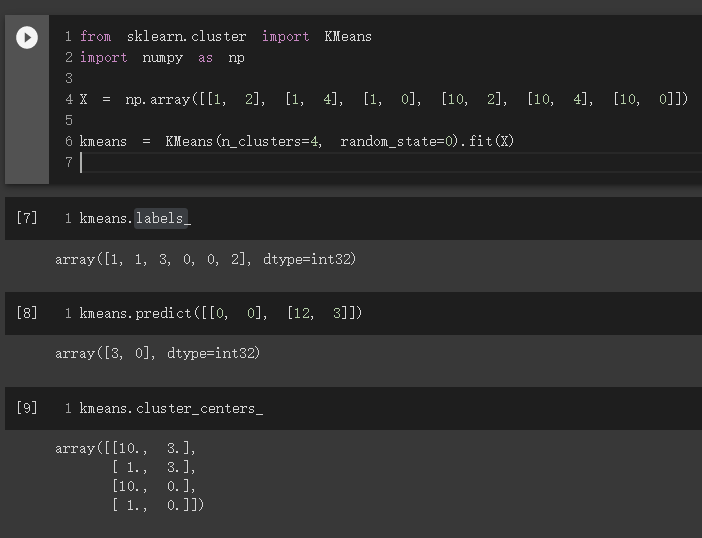 1 from sklearn.cluster import KMeans
2 import numpy as np
3
4 X = np.array([[1, 2], [1, 4], [1, 0], [10, 2], [10, 4], [10, 0]])
5
6 kmeans = KMeans(n_clusters=4, random_state=0).fit(X)
7
[7] 1 kmeans.labels_
array([1, 1, 3, 0, 0, 2], dtype=int32)
[8] 1 kmeans.predict([[0, 0], [12, 3]])
array([3, 0], dtype=int32)
[9] 1 kmeans.cluster_centers_
array([[10., 3.],
[ 1., 3.],
[10., 0.],
[ 1., 0.]])